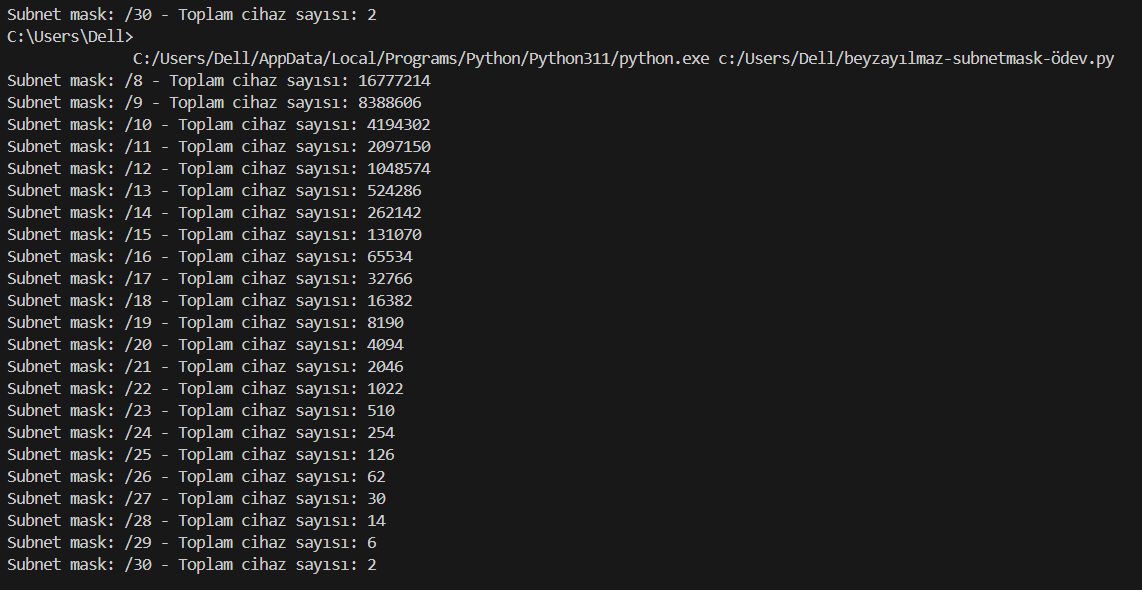 Subnet mask: /30 - Toplam cihaz sayısı: 2
C:\Users\Dell>
C:/Users/Dell/AppData/Local/Programs/Python/Python311/python.exe c:/Users/Dell/beyzayılmaz-subnetmask-ödev.py
Subnet mask: /8 - Toplam cihaz sayısı: 16777214
Subnet mask: /9 - Toplam cihaz sayısı: 8388606
Subnet mask: /10 - Toplam cihaz sayısı: 4194302
Subnet mask: /11 - Toplam cihaz sayısı: 2097150
Subnet mask: /12 - Toplam cihaz sayısı: 1048574
Subnet mask: /13 - Toplam cihaz sayısı: 524286
Subnet mask: /14 - Toplam cihaz sayısı: 262142
Subnet mask: /15 - Toplam cihaz sayısı: 131070
Subnet mask: /16 - Toplam cihaz sayısı: 65534
Subnet mask: /17 - Toplam cihaz sayısı: 32766
Subnet mask: /18 - Toplam cihaz sayısı: 16382
Subnet mask: /19 - Toplam cihaz sayısı: 8190
Subnet mask: /20 - Toplam cihaz sayısı: 4094
Subnet mask: /21 - Toplam cihaz sayısı: 2046
Subnet mask: /22 - Toplam cihaz sayısı: 1022
Subnet mask: /23 - Toplam cihaz sayısı: 510
Subnet mask: /24 - Toplam cihaz sayısı: 254
Subnet mask: /25 - Toplam cihaz sayısı: 126
Subnet mask: /26 - Toplam cihaz sayısı: 62
Subnet mask: /27 - Toplam cihaz sayısı: 30
Subnet mask: /28 - Toplam cihaz sayısı: 14
Subnet mask: /29 - Toplam cihaz sayısı: 6
Subnet mask: /30 - Toplam cihaz sayısı: 2